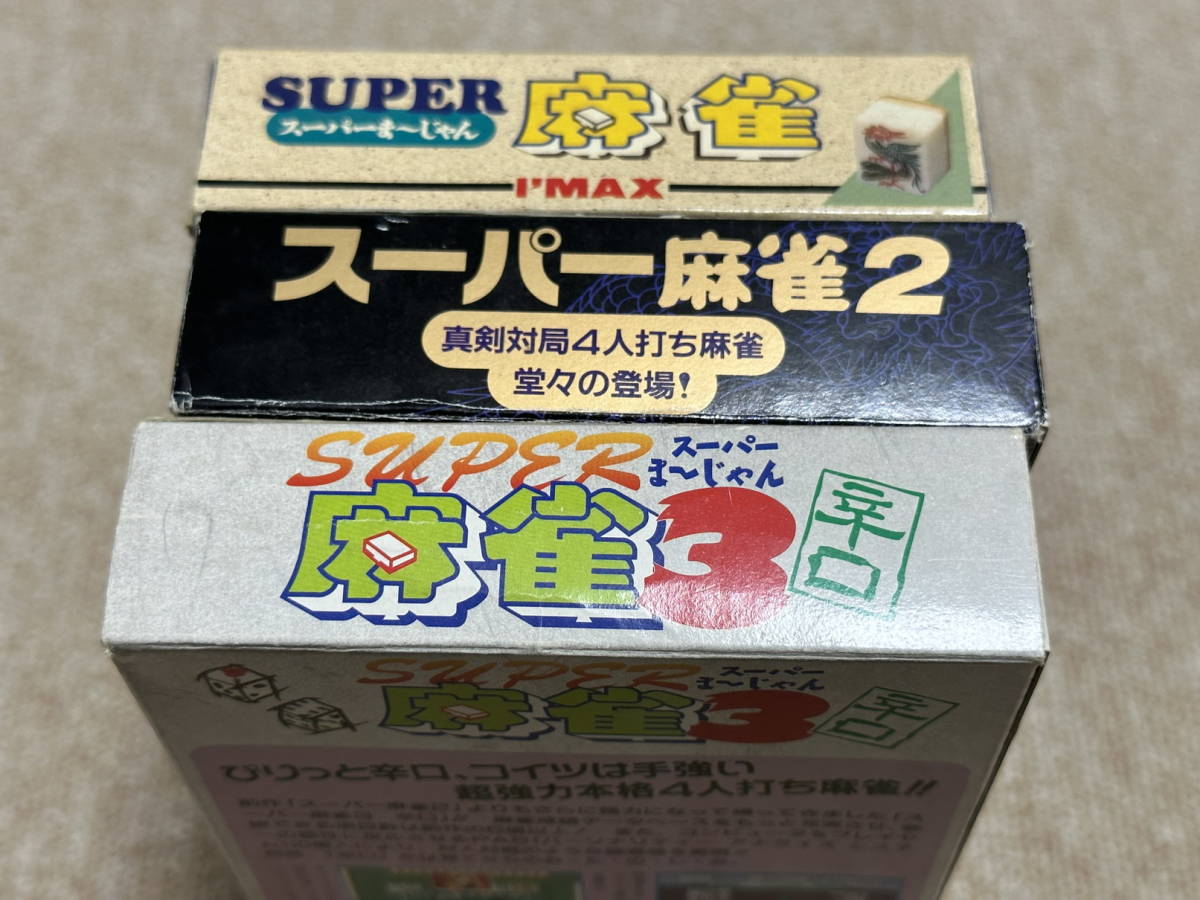 SUPER 麻雀
スーパーま〜じゃん
I'MAX
スーパー麻雀2
真剣対局4人打ち麻雀
堂々の登場!
SUPER スーパー
ま〜じゃん
麻雀3 辛口
SUPER スーパー
ま〜じゃん
麻雀3 辛口
ぴりっと辛口、コイツは手強い
超強力本格4人打ち麻雀!!